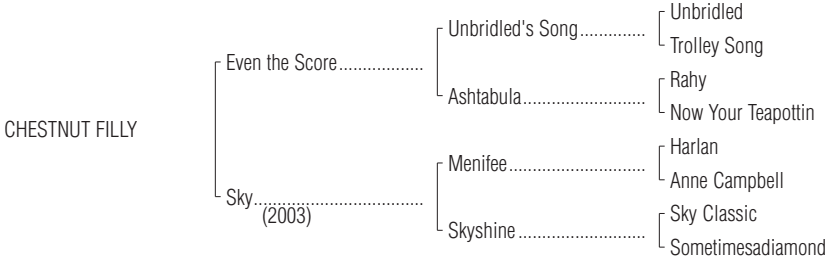 Unbridled
Unbridled's Song..............
Trolley Song
Even the Score..................
Rahy
Ashtabula..........................
Now Your Teapottin
CHESTNUT FILLY
Harlan
Menifee.............................
Anne Campbell
Sky....................................
(2003)
Sky Classic
Skyshine...........................
Sometimesadiamond